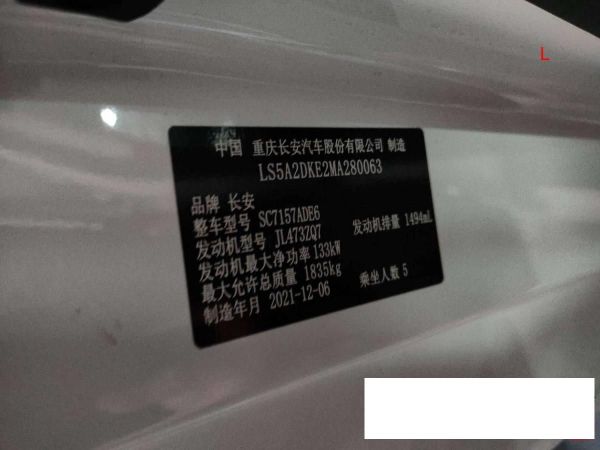 L
中国 重庆长安汽车股份有限公司 制造
LS5A2DKE2MA280063
品牌 长安
整车型号 SC7157ADE6
发动机型号 JL473ZQ7 发动机排量 1494mL
发动机最大净功率 133kW
最大允许总质量 1835kg
制造年月 2021-12-06 乘坐人数 5